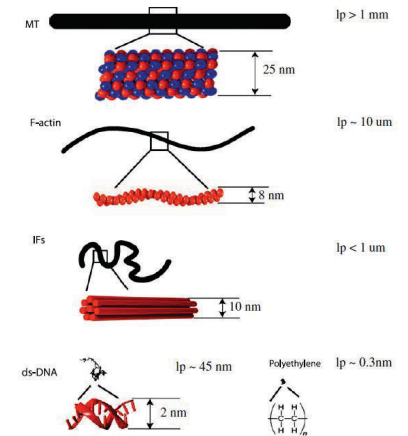 MT
lp > 1 mm
25 nm
F-actin
lp ~ 10 um
8 nm
IFs
lp < 1 um
10 nm
ds-DNA
lp ~ 45 nm
Polyethylene
lp ~ 0.3nm
2 nm
H H
C C
H H
n